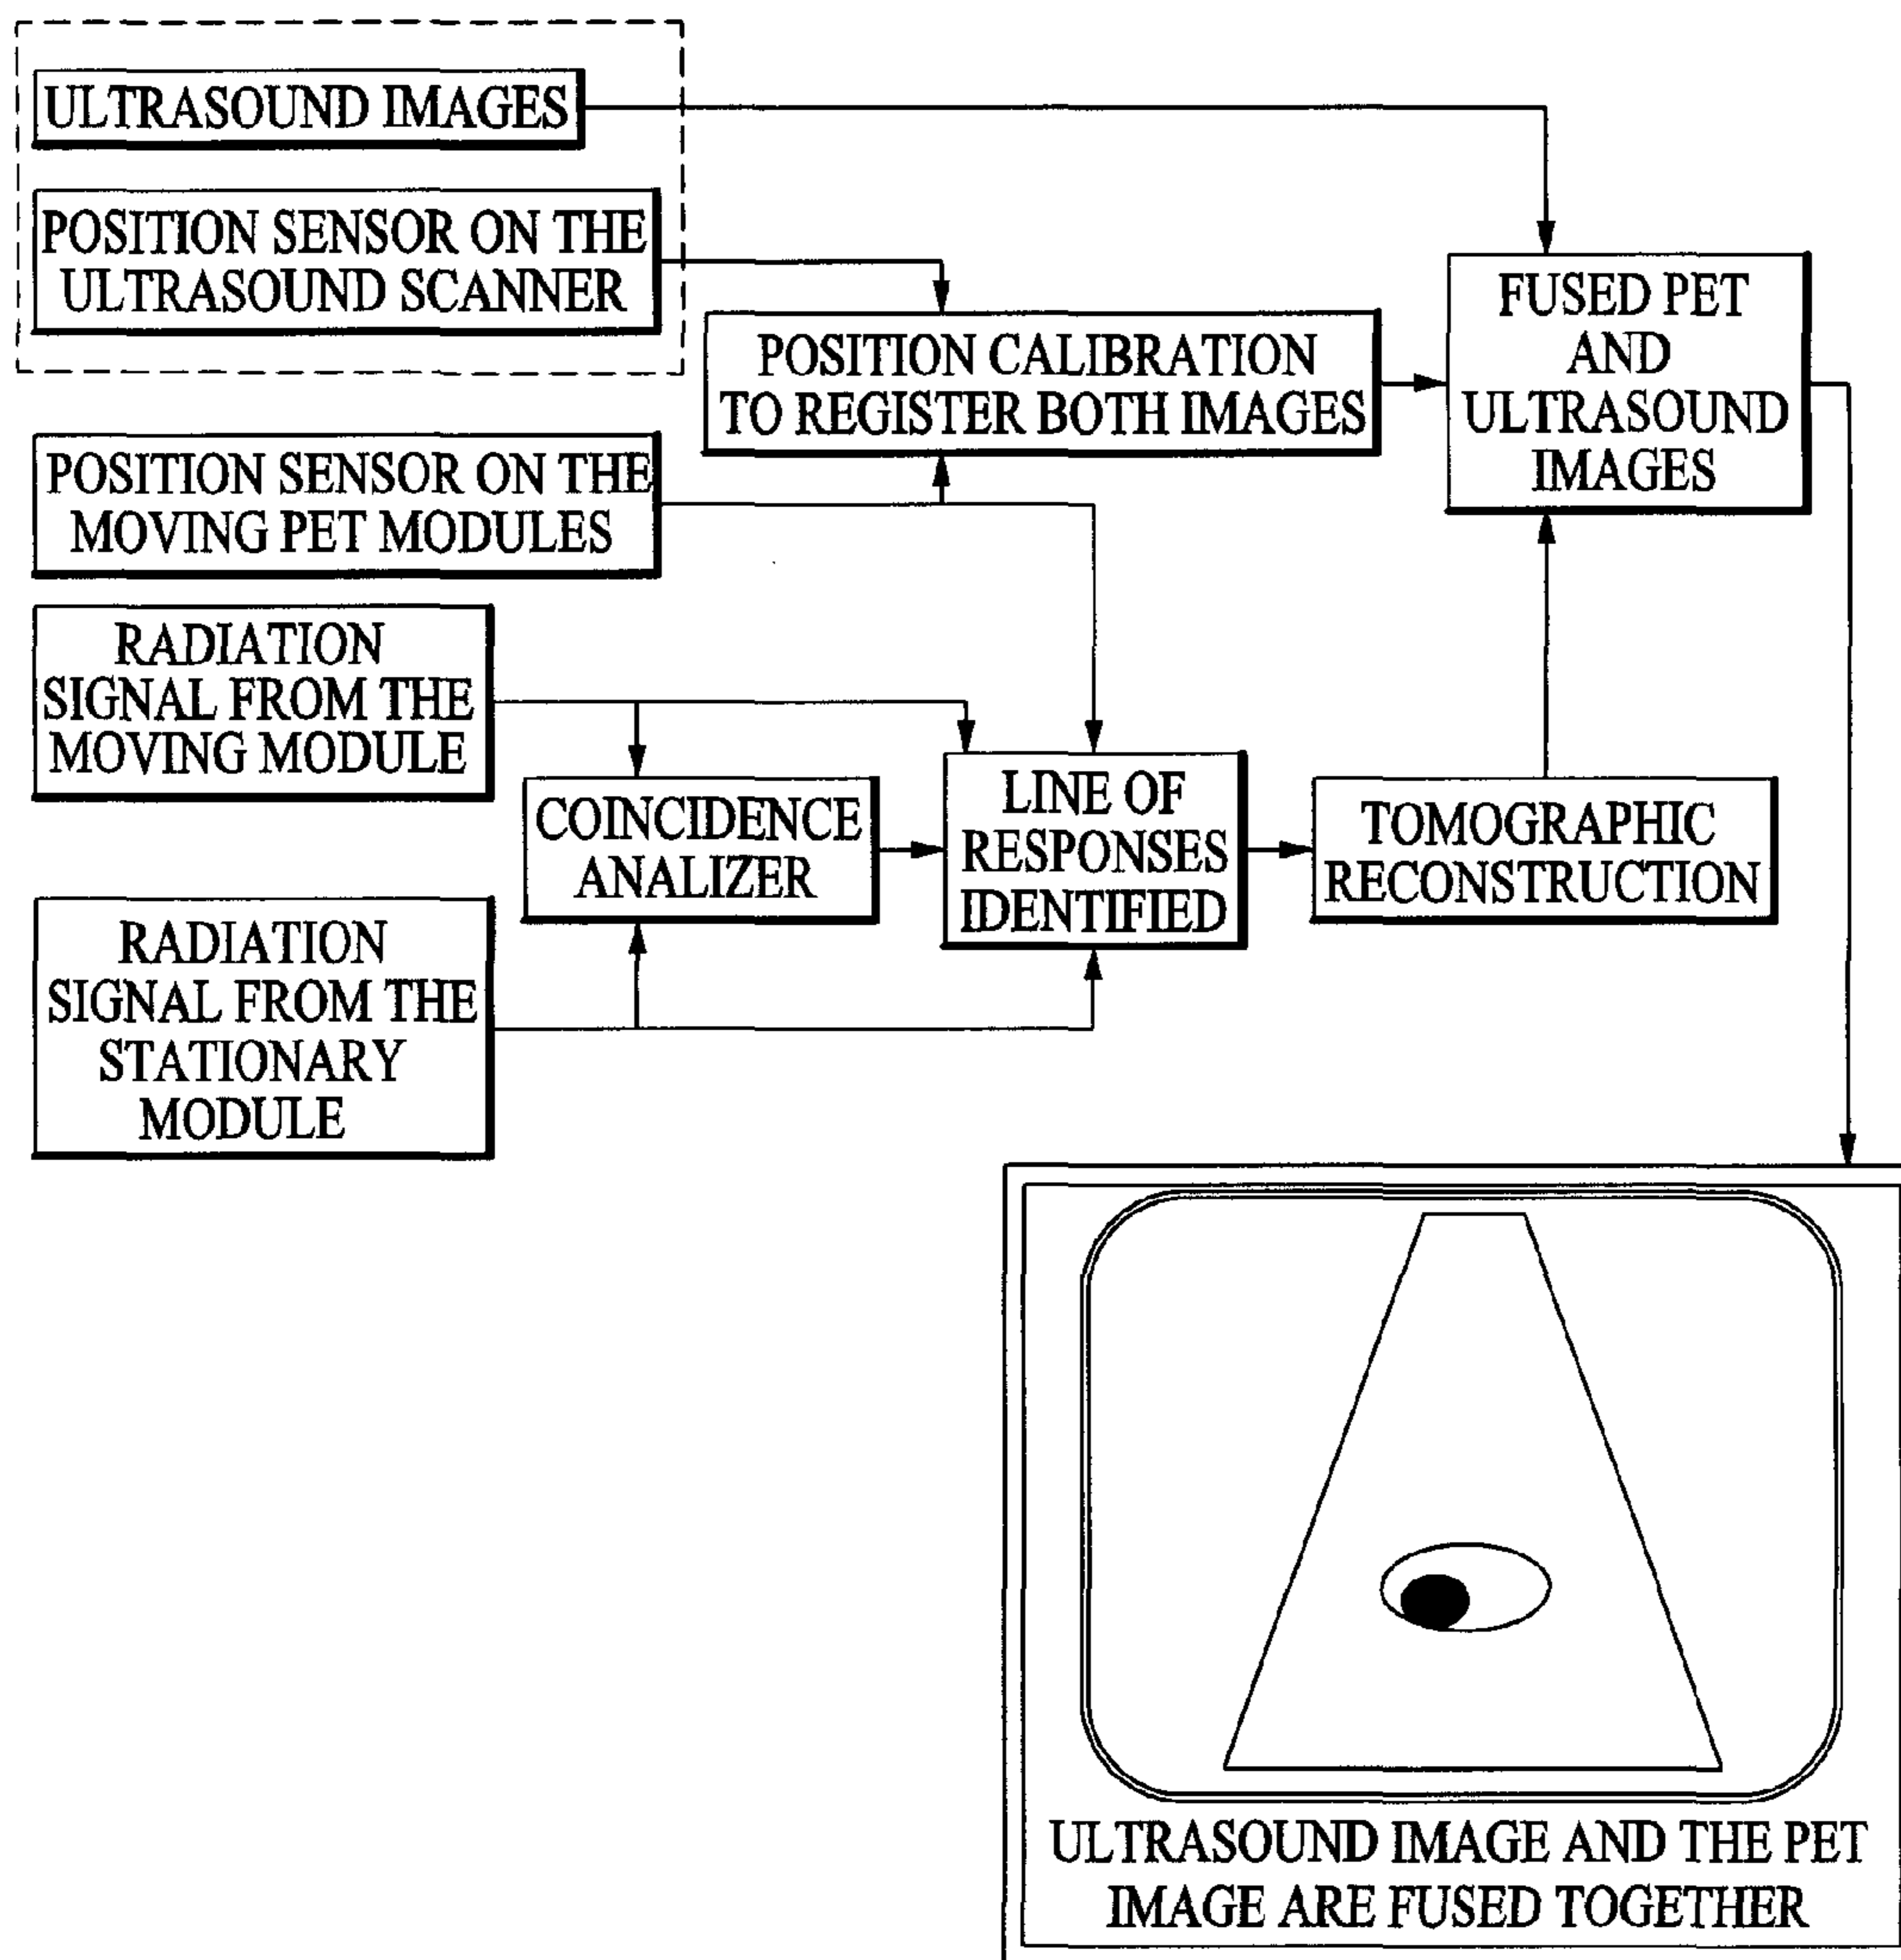 ULTRASOUND IMAGES
POSITION SENSOR ON THE
ULTRASOUND SCANNER
POSITION CALIBRATION
TO REGISTER BOTH IMAGES
FUSED PET
AND
ULTRASOUND
IMAGES
POSITION SENSOR ON THE
MOVING PET MODULES
RADIATION
SIGNAL FROM THE
MOVING MODULE
COINCIDENCE
ANALIZER
LINE OF
RESPONSES
IDENTIFIED
TOMOGRAPHIC
RECONSTRUCTION
RADIATION
SIGNAL FROM THE
STATIONARY
MODULE
ULTRASOUND IMAGE AND THE PET
IMAGE ARE FUSED TOGETHER